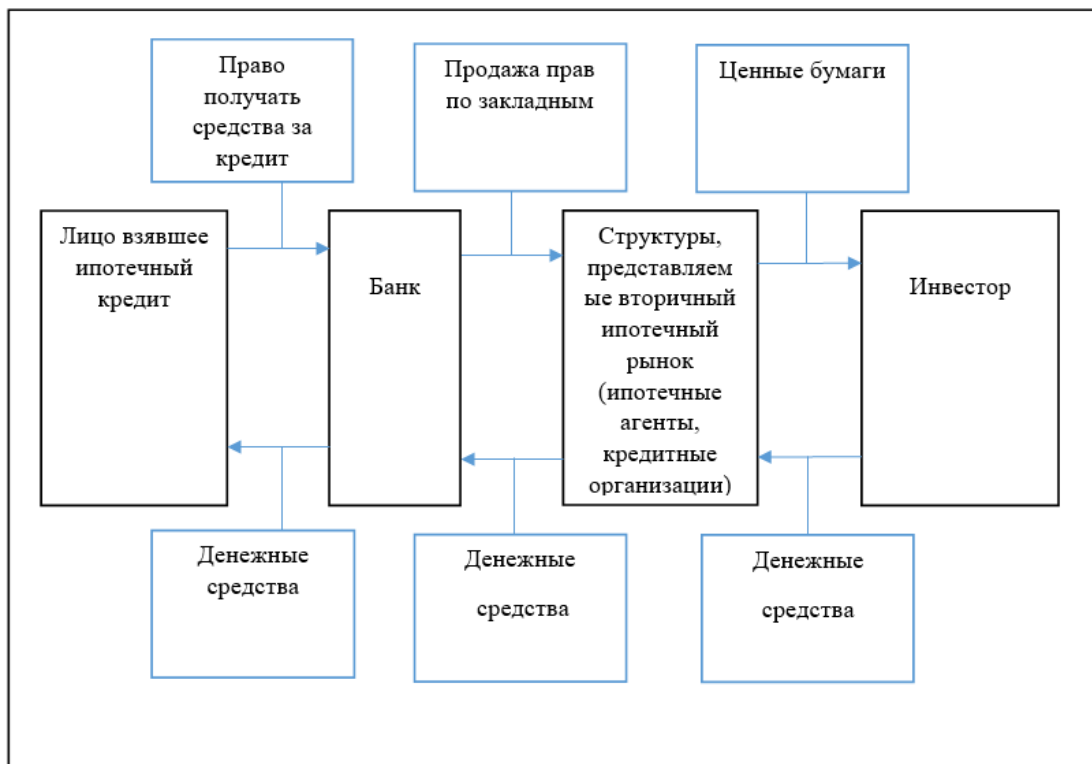 Право
получать
средства за
кредит
Продажа прав
по закладным
Ценные бумаги
Лицо взявшее
ипотечный
кредит
Банк
Структуры,
представляем
ые вторичный
ипотечный
рынок
(ипотечные
агенты,
кредитные
организации)
Инвестор
Денежные
средства
Денежные
средства
Денежные
средства